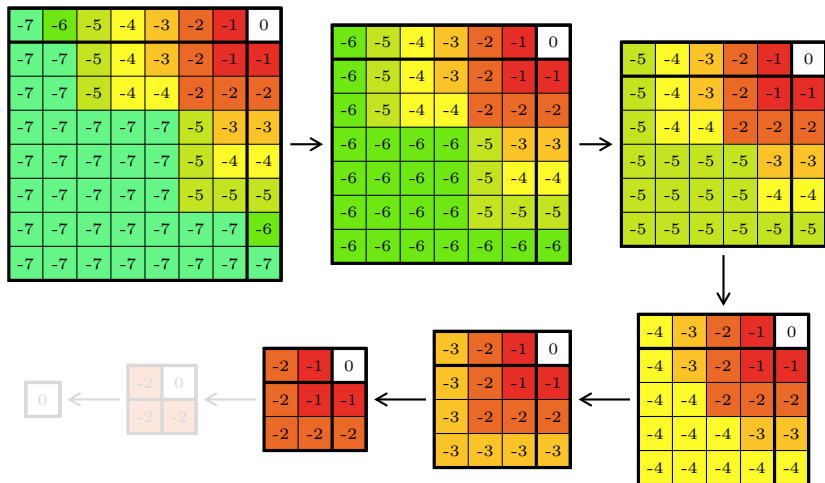 -7 -6 -5 -4 -3 -2 -1 0
-7 -7 -5 -4 -3 -2 -1 -1
-7 -7 -5 -4 -4 -2 -2 -2
-7 -7 -7 -7 -7 -5 -3 -3
-7 -7 -7 -7 -7 -5 -4 -4
-7 -7 -7 -7 -7 -5 -5 -5
-7 -7 -7 -7 -7 -7 -7 -6
-7 -7 -7 -7 -7 -7 -7 -7
-6 -5 -4 -3 -2 -1 0
-6 -5 -4 -3 -2 -1 -1
-6 -5 -4 -4 -2 -2 -2
-6 -6 -6 -6 -5 -3 -3
-6 -6 -6 -6 -5 -4 -4
-6 -6 -6 -6 -5 -5 -5
-6 -6 -6 -6 -6 -6 -6
-5 -4 -3 -2 -1 0
-5 -4 -3 -2 -1 -1
-5 -4 -4 -2 -2 -2
-5 -5 -5 -5 -3 -3
-5 -5 -5 -5 -4 -4
-5 -5 -5 -5 -5 -5
-4 -3 -2 -1 0
-4 -3 -2 -1 -1
-4 -4 -2 -2 -2
-4 -4 -4 -3 -3
-4 -4 -4 -4 -4
-3 -2 -1 0
-3 -2 -1 -1
-3 -2 -2 -2
-3 -3 -3 -3
-2 -1 0
-2 -1 -1
-2 -2 -2
-2 0
-2 -2
0